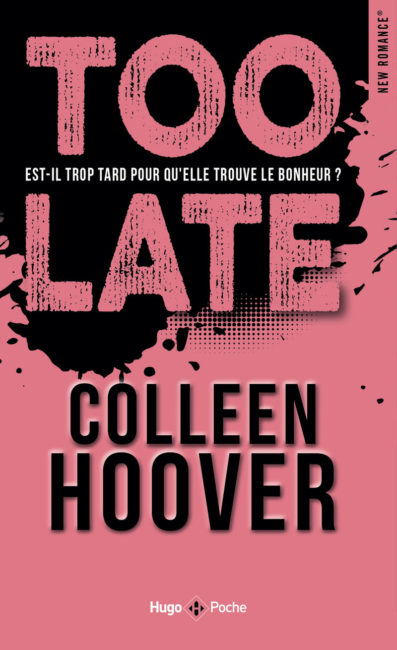 NEW ROMANCE®
TOO
EST-IL TROP TARD POUR QU'ELLE TROUVE LE BONHEUR ?
LATE
COLLEEN
HOOVER
Hugo Poche